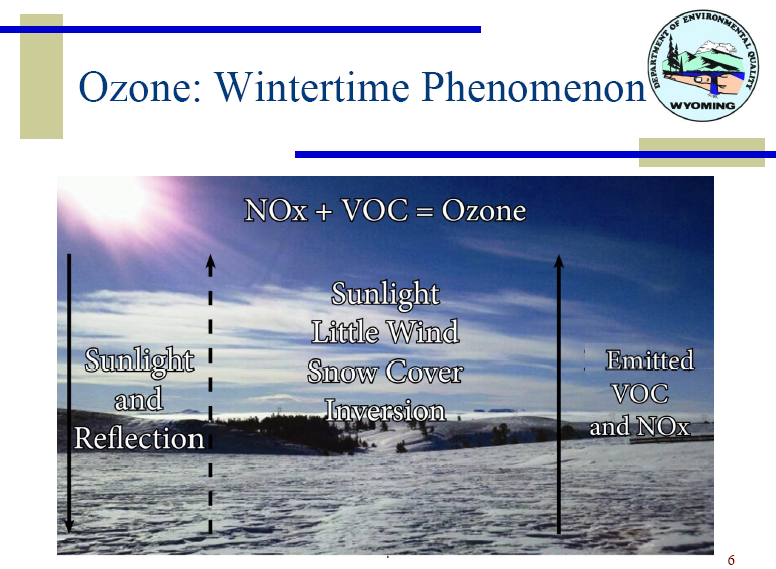 Ozone: Wintertime Phenomenon
DEPARTMENT OF ENVIRONMENTAL QUALITY
WYOMING
NOx + VOC = Ozone
Sunlight
Little Wind
Snow Cover
Inversion
Sunlight
and
Reflection
Emitted
VOC
and NOx
6